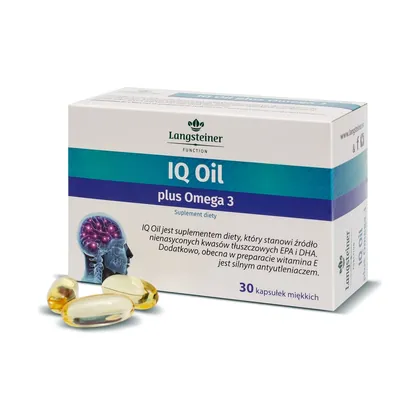 Langsteiner
FUNCTION
IQ Oil
plus Omega 3
Suplement diety
IQ Oil jest suplementem diety, który stanowi źródło
nienasyconych kwasów tłuszczowych EPA i DHA.
Dodatkowo, obecna w preparacie witamina E
jest silnym antyutleniaczem.
30 kapsułek miękkich